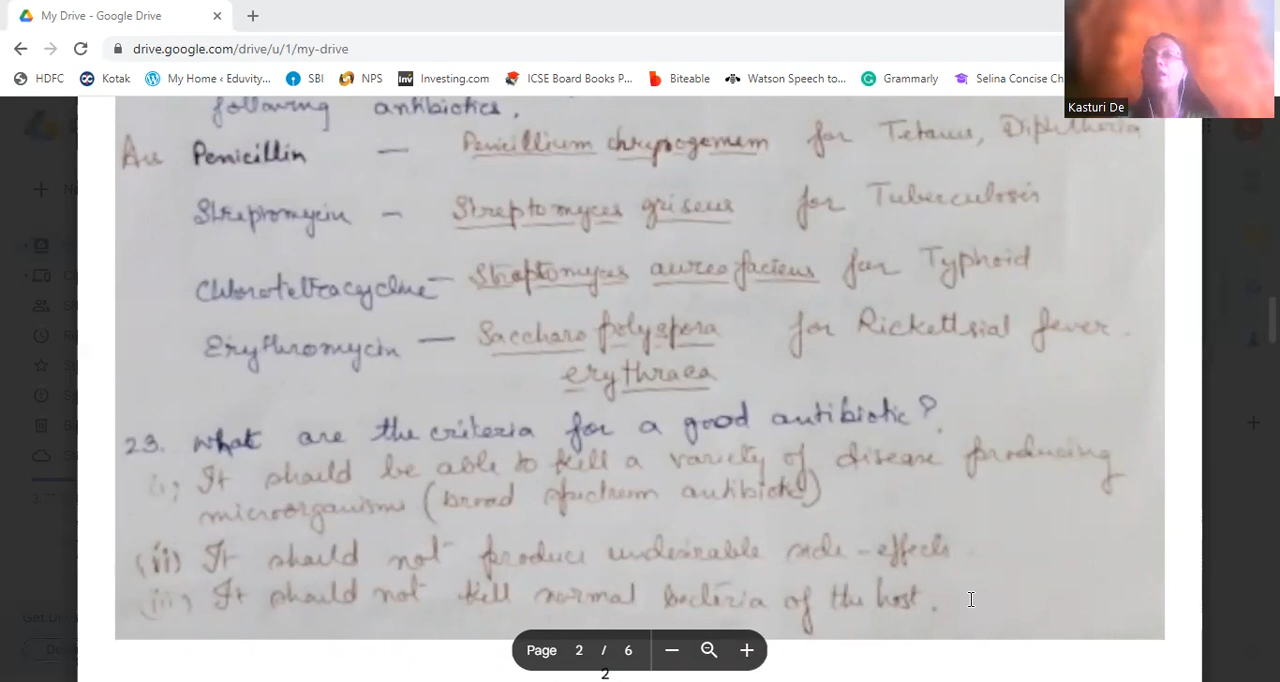 My Drive - Google Drive
drive.google.com/drive/u/1/my-drive
HDFC Kotak My Home ‹ Eduvity... SBI NPS Investing.com ICSE Board Books P... Biteable Watson Speech to... Grammarly Selina Concise Ch
Kasturi De
following antibiotics.
Ans Penicillin — Penicillium chrysogenem for Tetanus, Diphtheria
Streptomycin - Streptomyces griseus for Tuberculosis
Chlorotetracycline - Streptomyces aureofacieus for Typhoid
Erythromycin — Saccharopolyspora for Rickettsial fever.
erythraea
23. What are the criteria for a good antibiotic?
(i) It should be able to kill a variety of disease producing
microorganisms (broad spectrum antibiotic)
(ii) It should not produce undesirable side-effects
(iii) It should not kill normal bacteria of the host.
Page 2 / 6
2